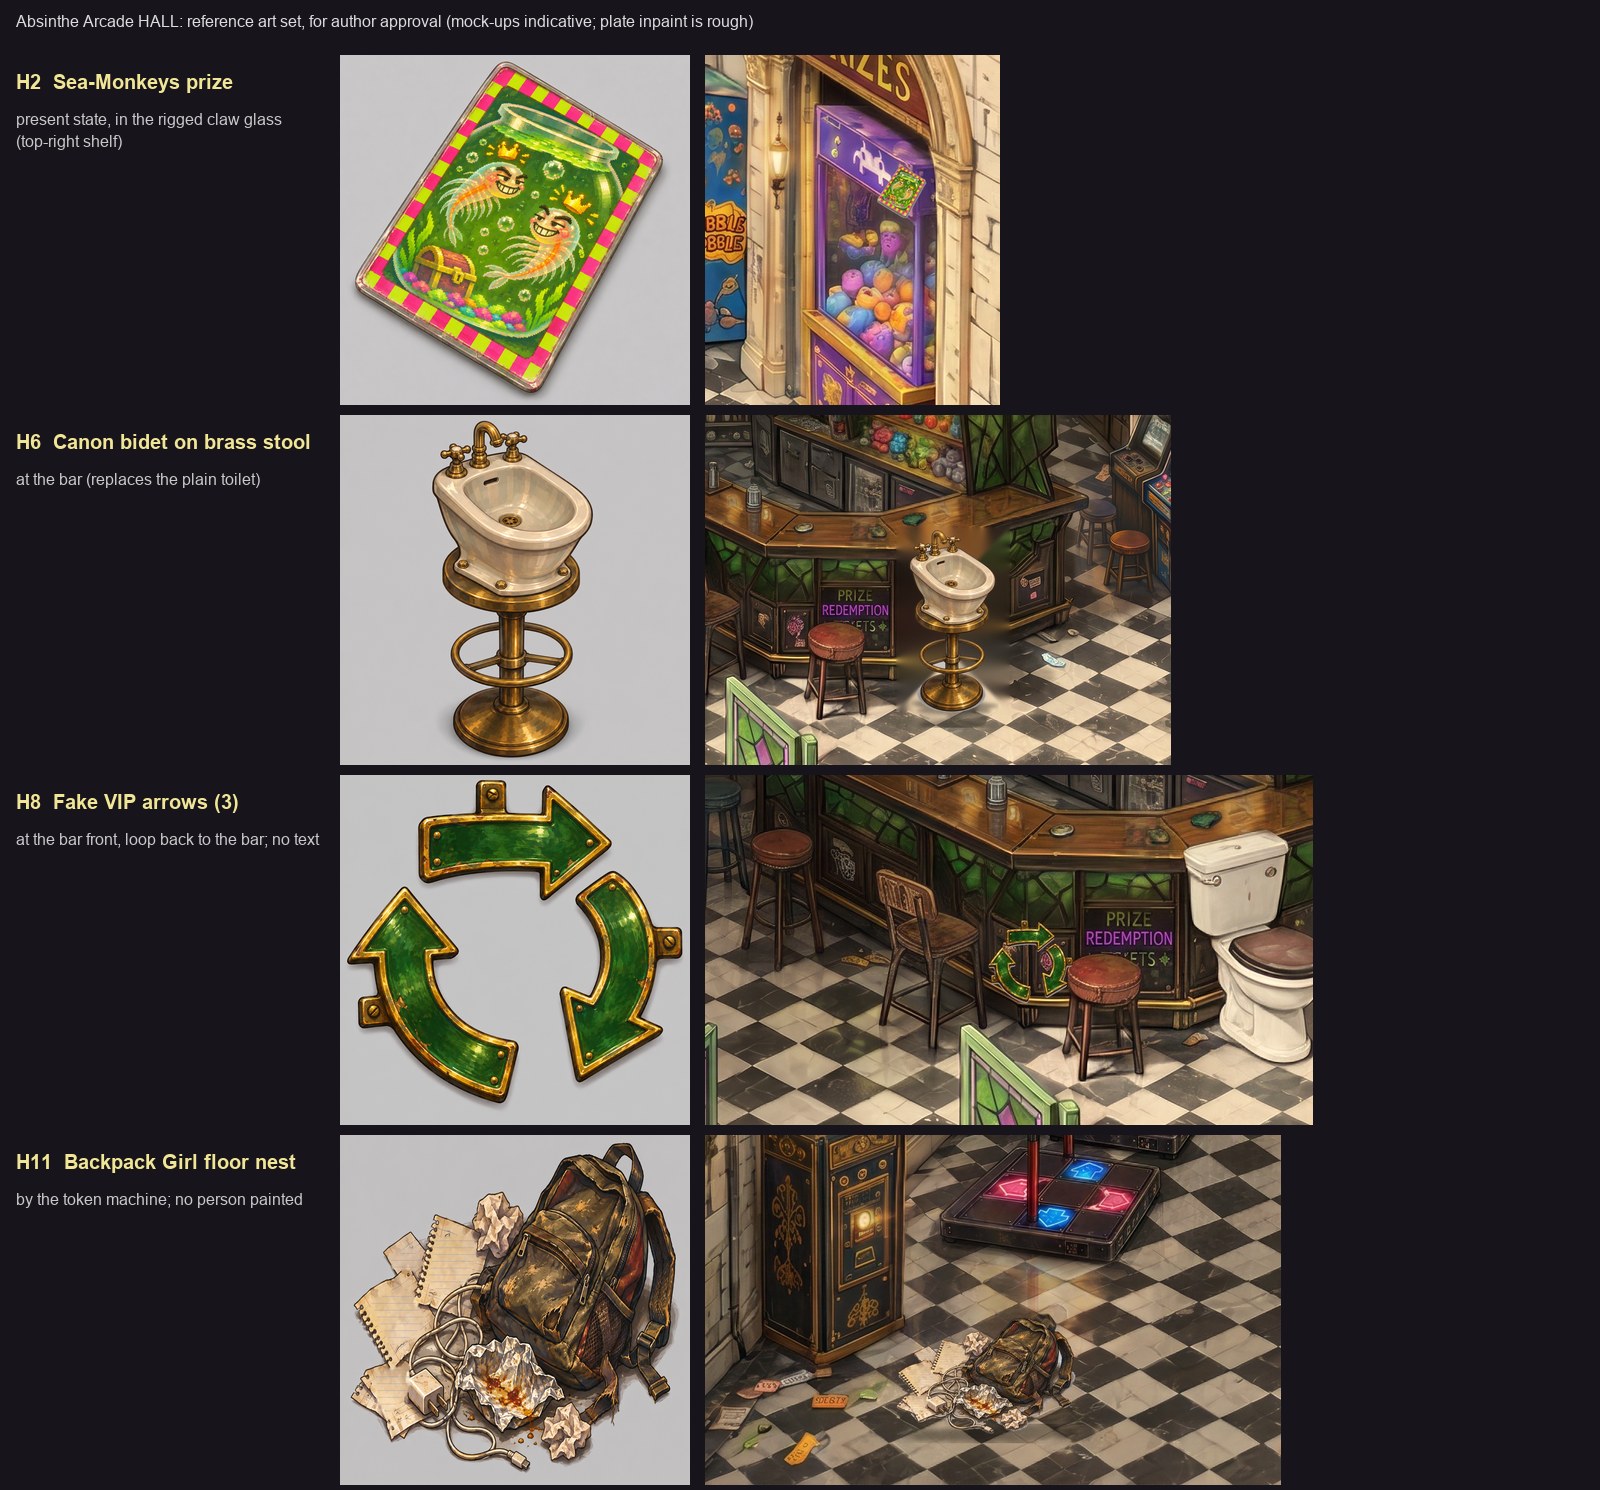 Absinthe Arcade HALL: reference art set, for author approval (mock-ups indicative; plate inpaint is rough)
H2 Sea-Monkeys prize
present state, in the rigged claw glass
(top-right shelf)
H6 Canon bidet on brass stool
at the bar (replaces the plain toilet)
PRIZE
REDEMPTION
H8 Fake VIP arrows (3)
at the bar front, loop back to the bar; no text
PRIZE
REDEMPTION
H11 Backpack Girl floor nest
by the token machine; no person painted